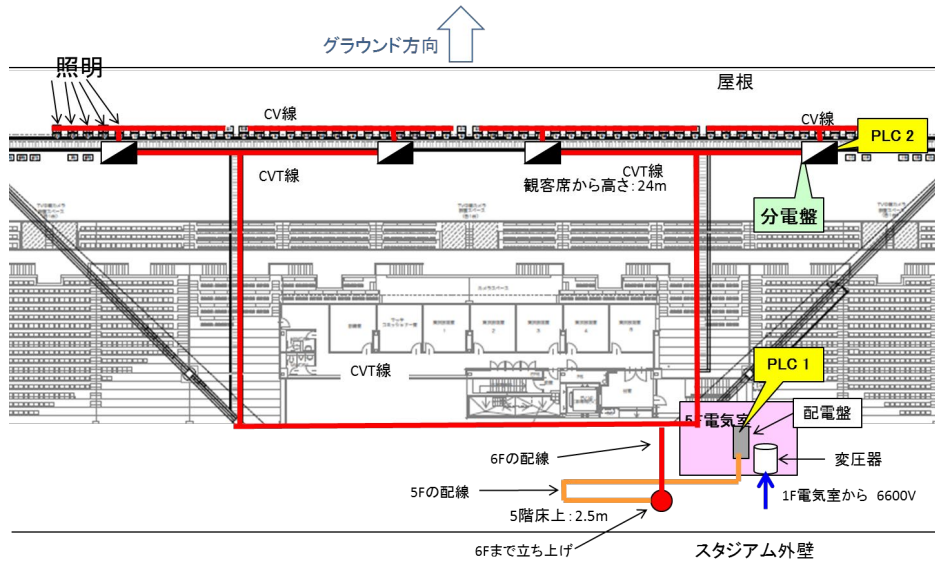 グラウンド方向
照明
屋根
CV線
CV線
PLC 2
CVT線
CVT線
観客席から高さ:24m
分電盤
CVT線
PLC 1
5F電気室
配電盤
6Fの配線
変圧器
5Fの配線
1F電気室から 6600V
5階床上:2.5m
6Fまで立ち上げ
スタジアム外壁